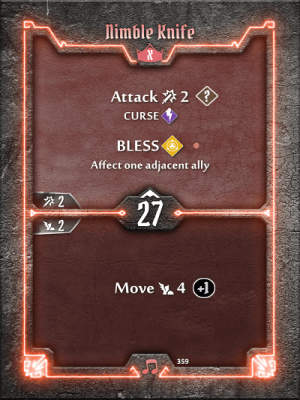 Nimble Knife
X
Attack 2 ?
CURSE
BLESS
Affect one adjacent ally
2
27
2
Move 4 +1
359